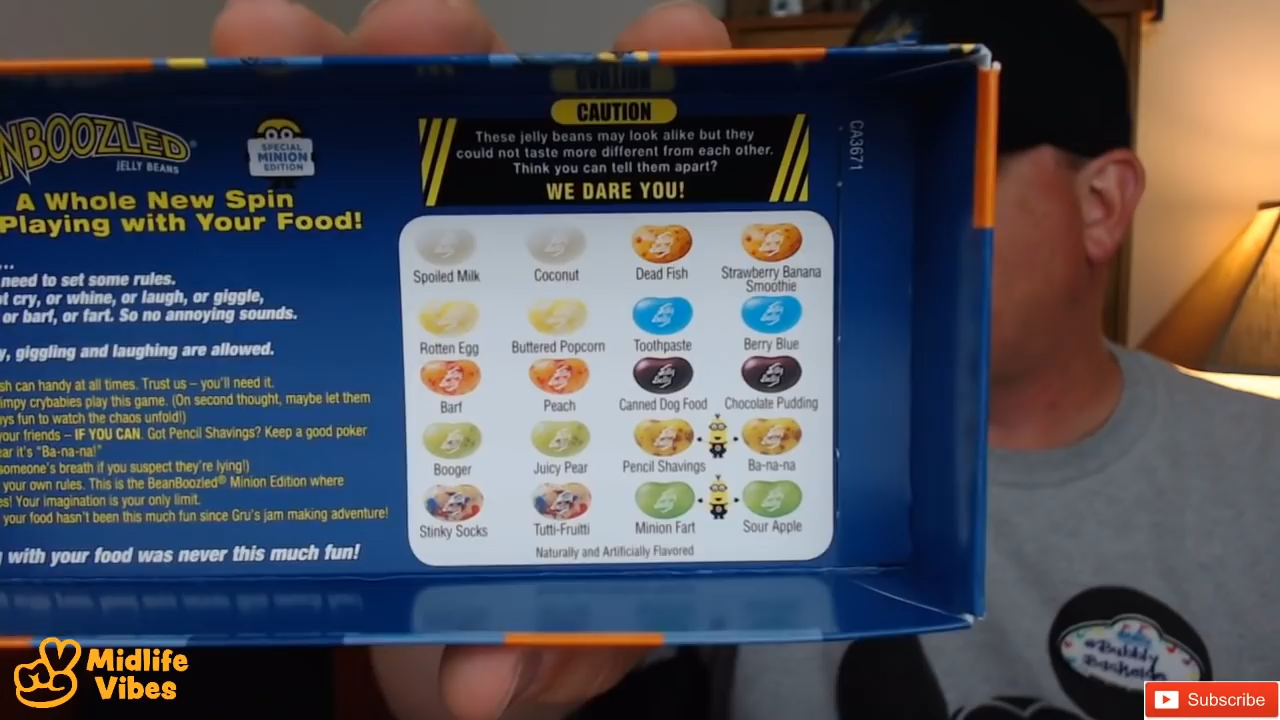 CAUTION
NBOOZLED
JELLY BEANS
SPECIAL
MINION
EDITION
A Whole New Spin
Playing with Your Food!
...
need to set some rules.
cry, or whine, or laugh, or giggle,
or barf, or fart. So no annoying sounds.
giggling and laughing are allowed.
can handy at all times. Trust us – you'll need it.
crybabies play this game. (On second thought, maybe let them
fun to watch the chaos unfold!)
your friends – IF YOU CAN. Got Pencil Shavings? Keep a good poker
it's "Ba-na-na!"
someone's breath if you suspect they're lying!)
your own rules. This is the BeanBoozled® Minion Edition where
Your imagination is your only limit.
your food hasn't been this much fun since Gru's jam making adventure!
with your food was never this much fun!
CAUTION
These jelly beans may look alike but they
could not taste more different from each other.
Think you can tell them apart?
WE DARE YOU!
Spoiled Milk Coconut Dead Fish Strawberry Banana
Smoothie
Rotten Egg Buttered Popcorn Toothpaste Berry Blue
Barf Peach Canned Dog Food Chocolate Pudding
Booger Juicy Pear Pencil Shavings Ba-na-na
Stinky Socks Tutti-Fruitti Minion Fart Sour Apple
Naturally and Artificially Flavored
CA3671
Midlife
Vibes
Subscribe